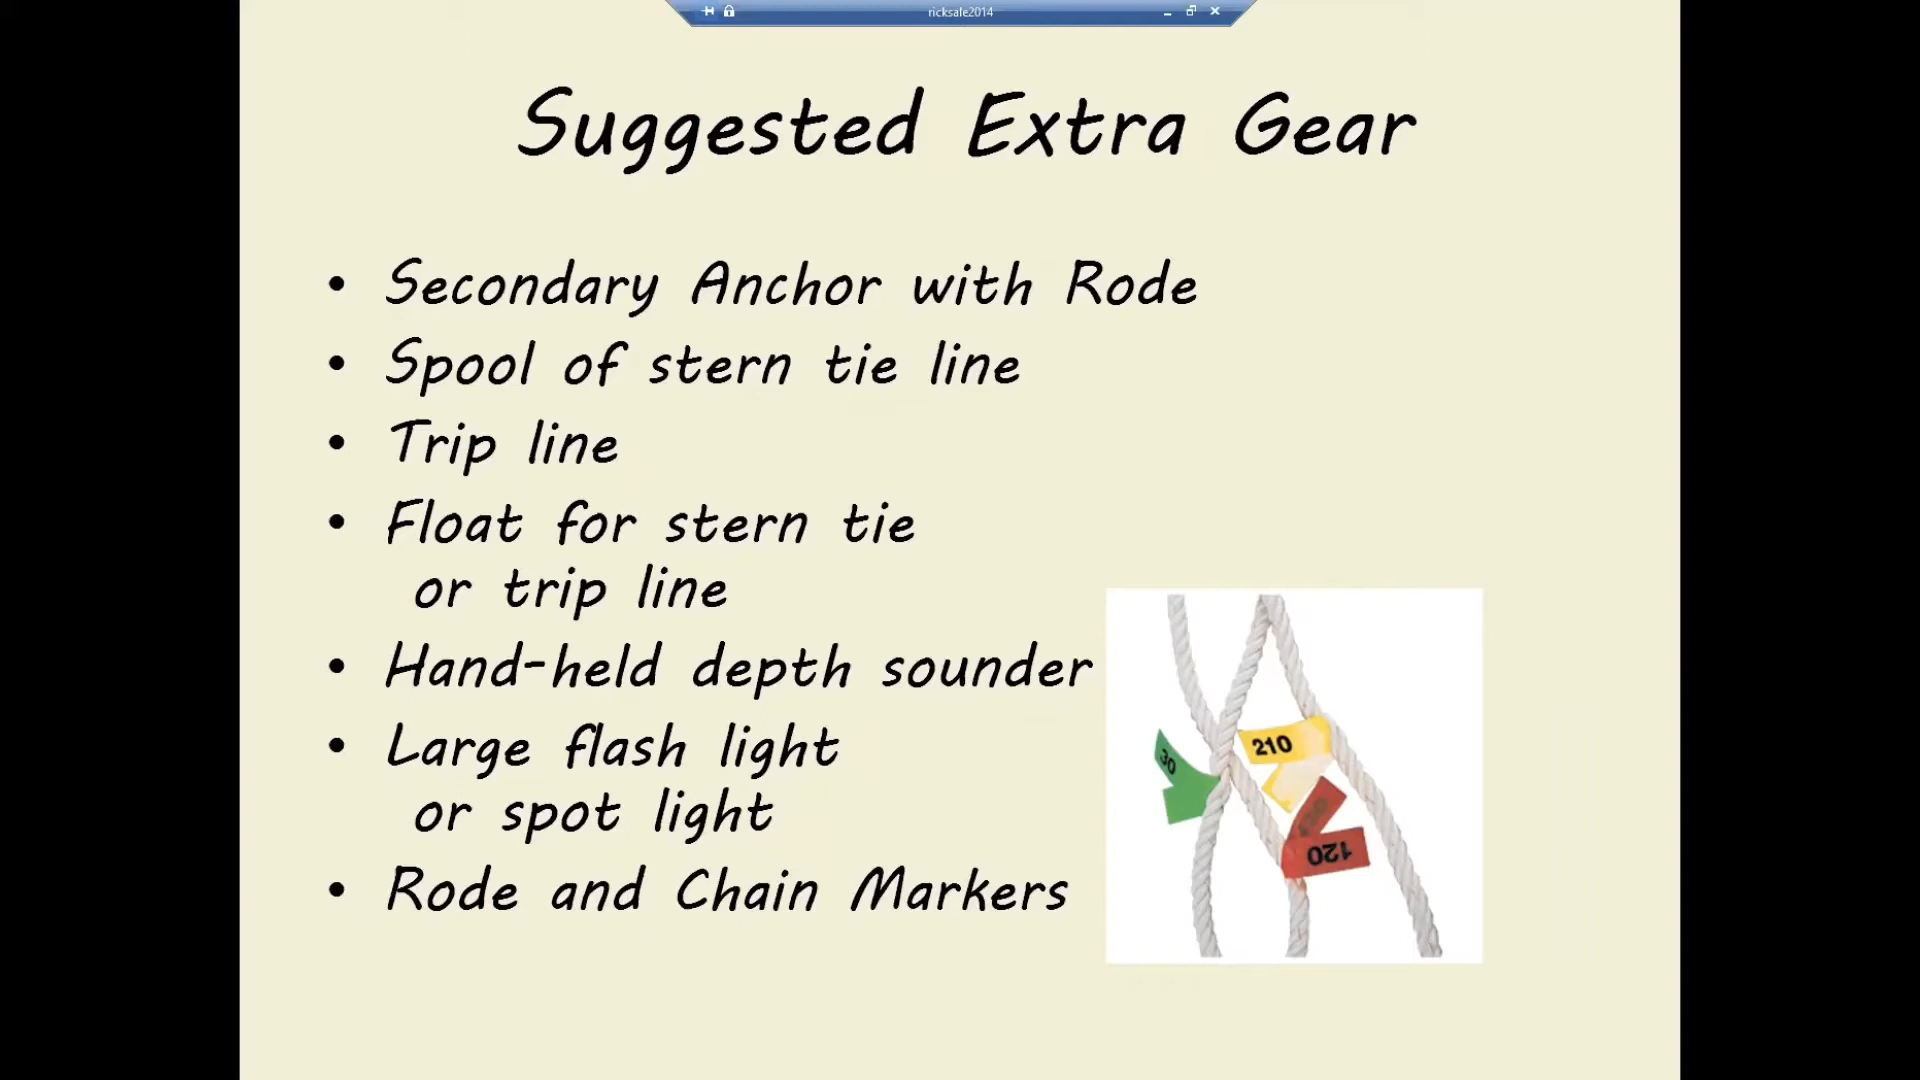 ricksale2014
Suggested Extra Gear
• Secondary Anchor with Rode
• Spool of stern tie line
• Trip line
• Float for stern tie
or trip line
• Hand-held depth sounder
• Large flash light
or spot light
• Rode and Chain Markers
30
210
120